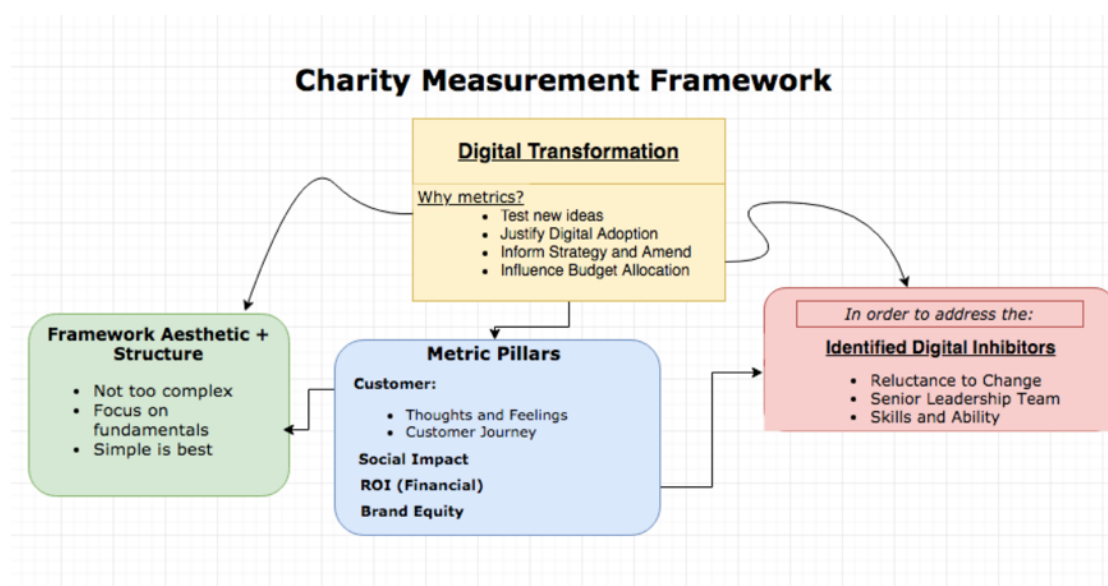 Charity Measurement Framework
Digital Transformation
Why metrics?
• Test new ideas
• Justify Digital Adoption
• Inform Strategy and Amend
• Influence Budget Allocation
Framework Aesthetic +
Structure
• Not too complex
• Focus on
fundamentals
• Simple is best
Metric Pillars
Customer:
• Thoughts and Feelings
• Customer Journey
Social Impact
ROI (Financial)
Brand Equity
In order to address the:
Identified Digital Inhibitors
• Reluctance to Change
• Senior Leadership Team
• Skills and Ability